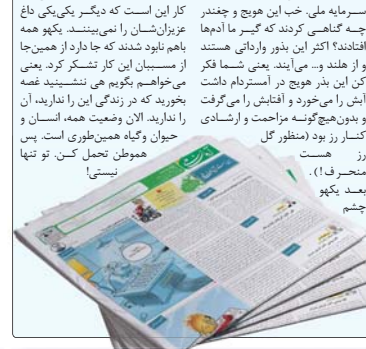 سرمایه ملی. خب این هویج و چغندر
چه گناهی کردند که گیر ما آدم‌ها
افتادند؟ اکثر این بذور وارداتی هستند
و از هلند و... می‌آیند. یعنی شما فکر
کن این بذر هویج در آمستردام داشت
آبش را می‌خورد و آفتابش را می‌گرفت
و بدون‌هیچ‌گونه مزاحمت و ارشادی
کنار رز بود (منظور گل
رز هست
منحرف!).
بعد یکهو
چشم
کار این است که دیگر یکی‌یکی داغ
عزیزان‌شان را نمی‌بینند. یکهو همه
باهم نابود شدند که جا دارد از همین‌جا
از مسببان این کار تشکر کرد. یعنی
می‌خواهم بگویم هی ننشینید غصه
بخورید که در زندگی این را ندارید، آن
را ندارید. الان وضعیت همه، انسان و
حیوان و گیاه همین‌طوری است. پس
هموطن تحمل کن. تو تنها
نیستی!